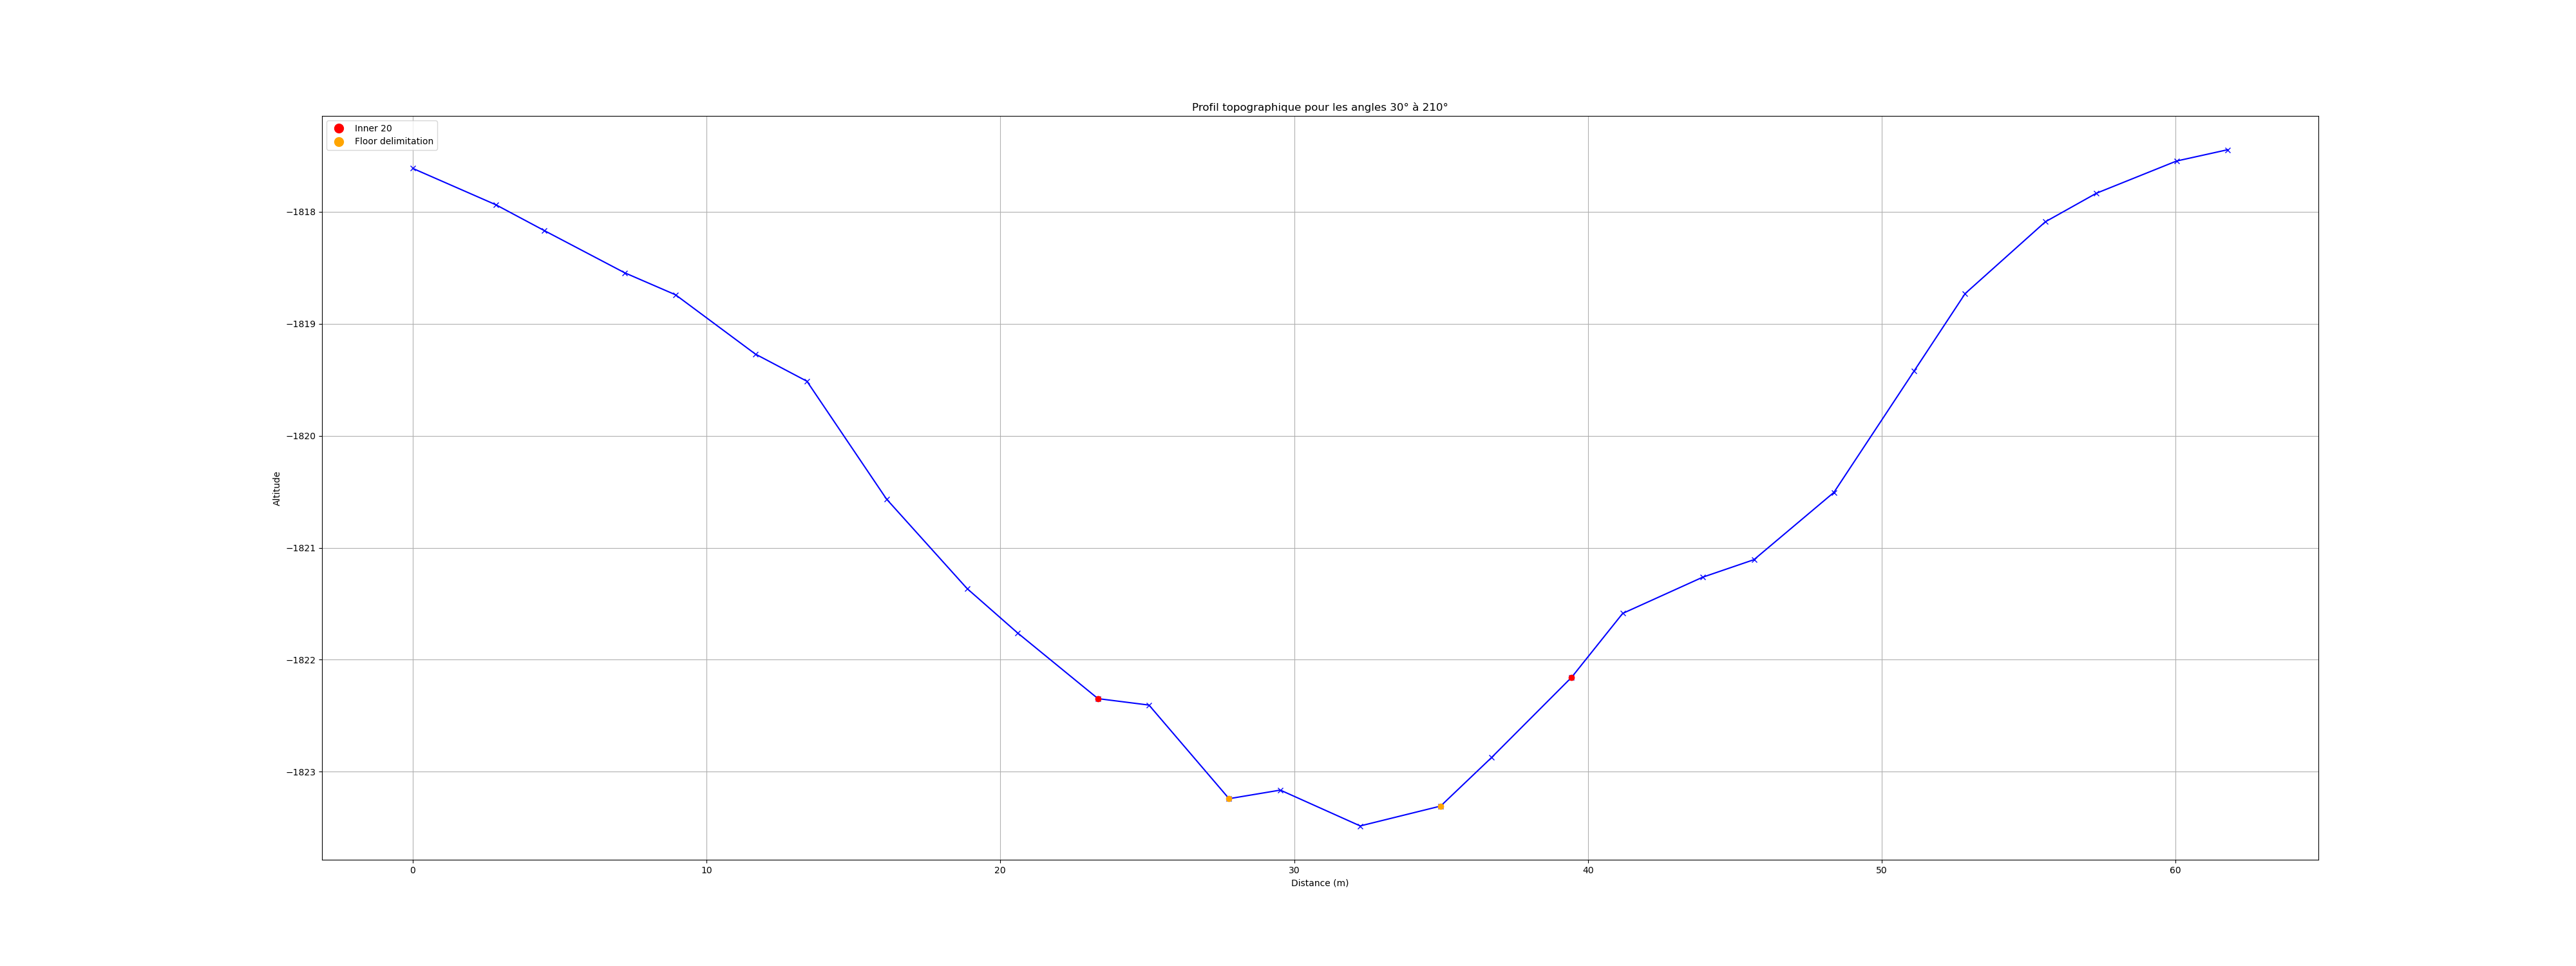 Profil topographique pour les angles 30° à 210°
Inner 20
Floor delimitation
−1818
−1819
−1820
−1821
−1822
−1823
Altitude
0 10 20 30 40 50 60
Distance (m)